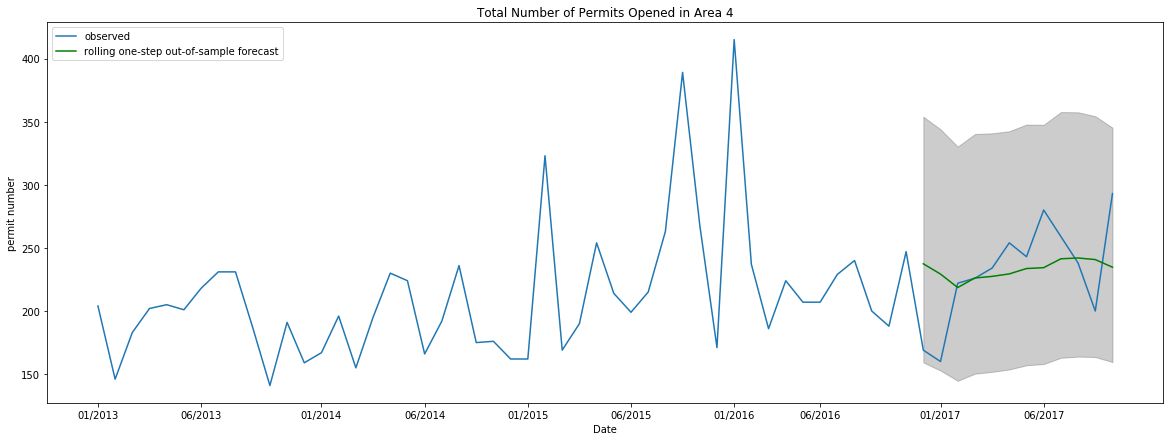 Total Number of Permits Opened in Area 4
observed
rolling one-step out-of-sample forecast
permit number
400
350
300
250
200
150
01/2013 06/2013 01/2014 06/2014 01/2015 06/2015 01/2016 06/2016 01/2017 06/2017
Date